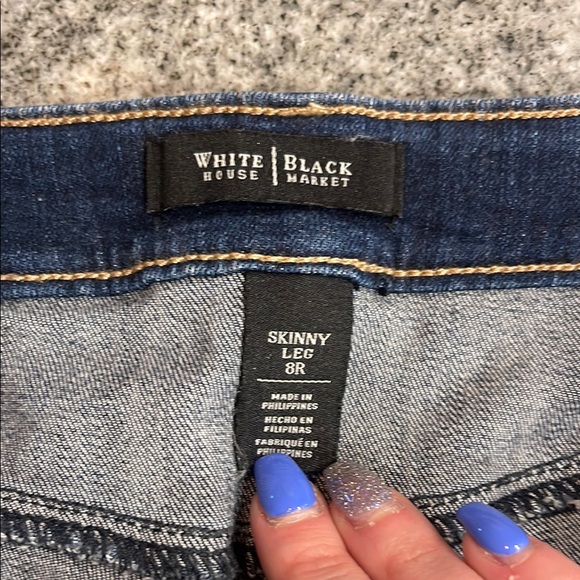 WHITE | BLACK
HOUSE | MARKET
SKINNY
LEG
8R
MADE IN
PHILIPPINES
HECHO EN
FILIPINAS
FABRIQUÉ EN
PHILIPPINES